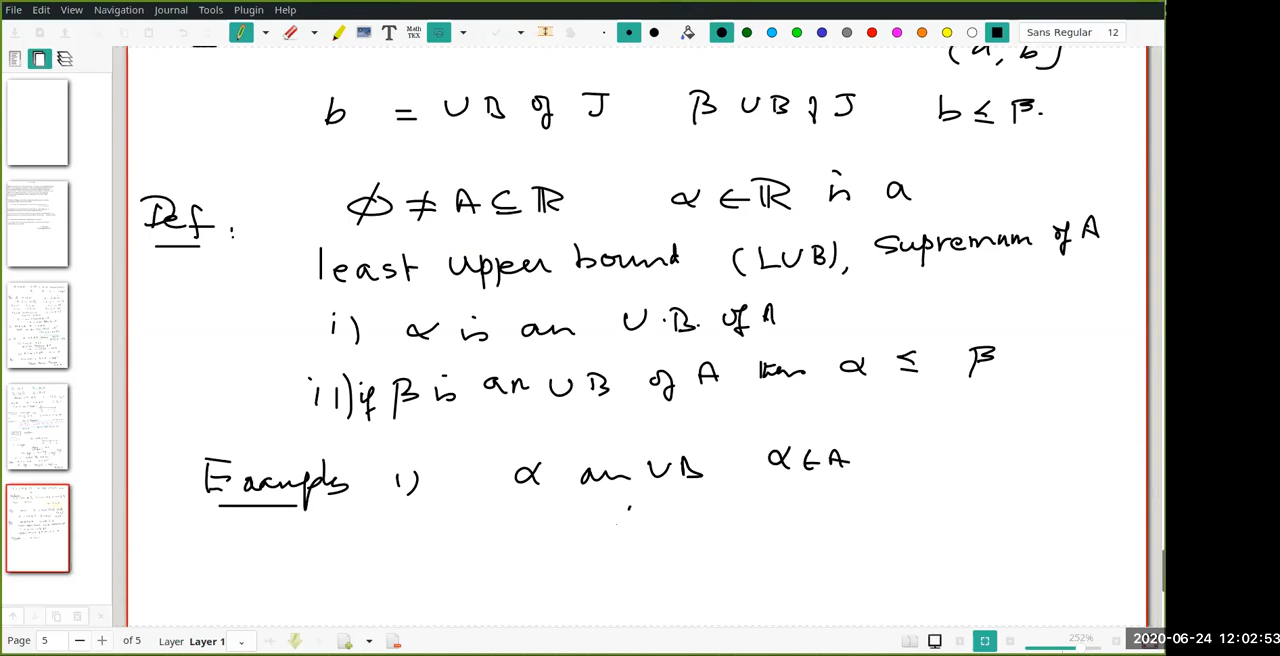 File Edit View Navigation Journal Tools Plugin Help
Sans Regular 12
(a, b]
b = UB of J β UB of J b ≤ β.
Def: ∅ ≠ A ⊆ ℝ α ∈ ℝ is a
least upper bound (LUB), supremum of A
i) α is an U.B. of A
ii) if β is an UB of A then α ≤ β
Examples 1) α an UB α ∈ A
Page 5 of 5 Layer Layer 1 252%
2020-06-24 12:02:53